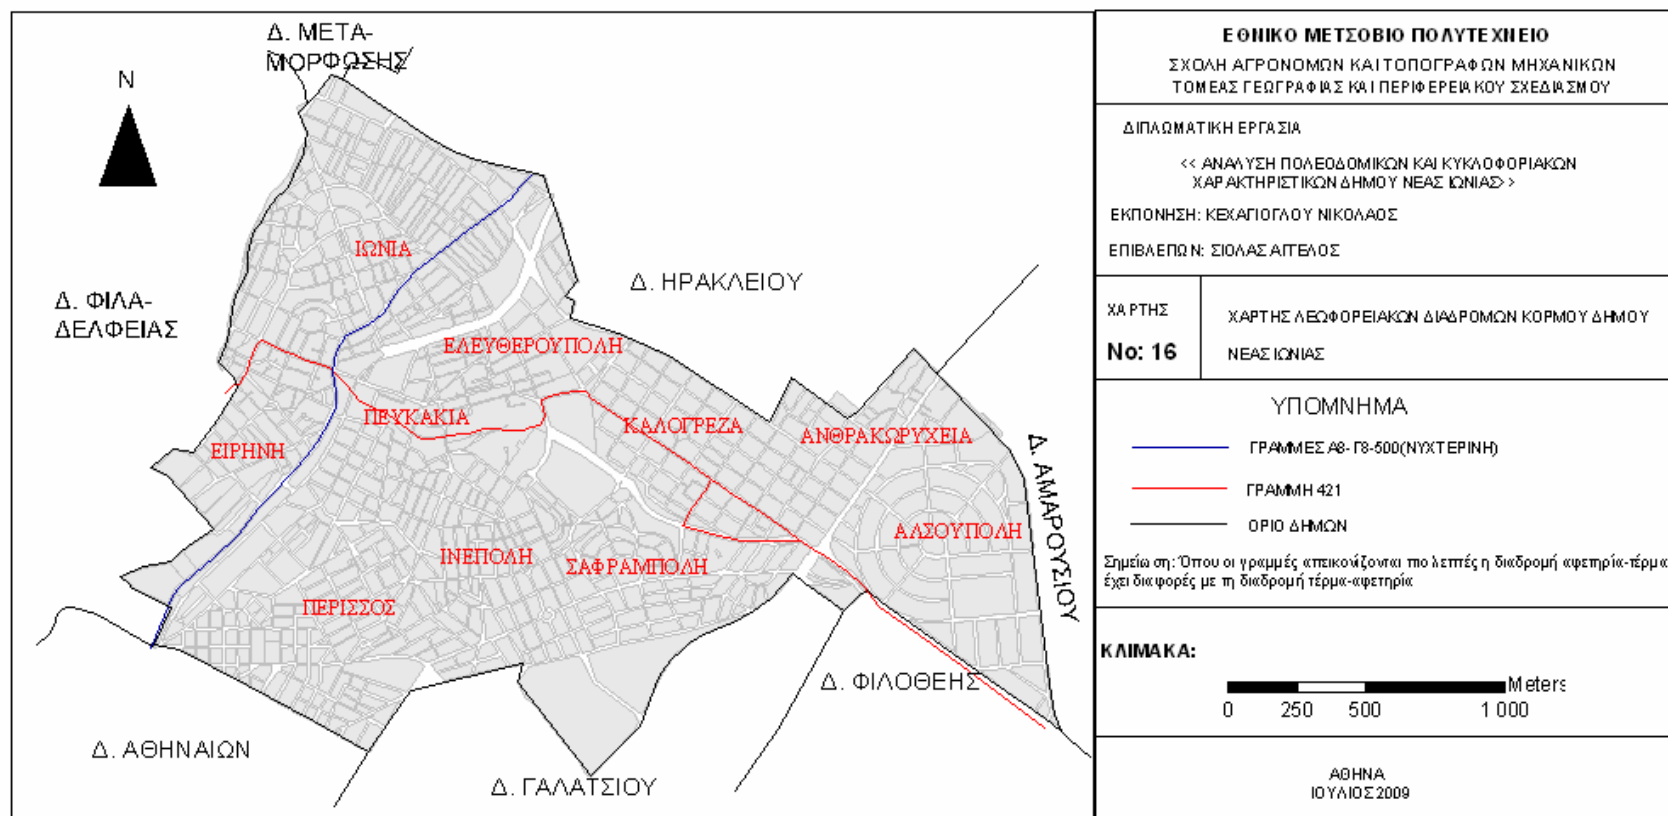 Δ. ΜΕΤΑ-
ΜΟΡΦΩΣΗΣ
N
ΙΩΝΙΑ
Δ. ΗΡΑΚΛΕΙΟΥ
Δ. ΦΙΛΑ-
ΔΕΛΦΕΙΑΣ
ΕΛΕΥΘΕΡΟΥΠΟΛΗ
ΠΕΥΚΑΚΙΑ
ΚΑΛΟΓΡΕΖΑ
ΑΝΘΡΑΚΩΡΥΧΕΙΑ
ΕΙΡΗΝΗ
Δ. ΑΜΑΡΟΥΣΙΟΥ
ΑΛΣΟΥΠΟΛΗ
ΙΝΕΠΟΛΗ
ΣΑΦΡΑΜΠΟΛΗ
ΠΕΡΙΣΣΟΣ
Δ. ΦΙΛΟΘΕΗΣ
Δ. ΑΘΗΝΑΙΩΝ
Δ. ΓΑΛΑΤΣΙΟΥ
ΕΘΝΙΚΟ ΜΕΤΣΟΒΙΟ ΠΟΛΥΤΕΧΝΕΙΟ
ΣΧΟΛΗ ΑΓΡΟΝΟΜΩΝ ΚΑΙ ΤΟΠΟΓΡΑΦΩΝ ΜΗΧΑΝΙΚΩΝ
ΤΟΜΕΑΣ ΓΕΩΓΡΑΦΙΑΣ ΚΑΙ ΠΕΡΙΦΕΡΕΙΑΚΟΥ ΣΧΕΔΙΑΣΜΟΥ
ΔΙΠΛΩΜΑΤΙΚΗ ΕΡΓΑΣΙΑ
<< ΑΝΑΛΥΣΗ ΠΟΛΕΟΔΟΜΙΚΩΝ ΚΑΙ ΚΥΚΛΟΦΟΡΙΑΚΩΝ
ΧΑΡΑΚΤΗΡΙΣΤΙΚΩΝ ΔΗΜΟΥ ΝΕΑΣ ΙΩΝΙΑΣ>>
ΕΚΠΟΝΗΣΗ: ΚΕΧΑΓΙΟΓΛΟΥ ΝΙΚΟΛΑΟΣ
ΕΠΙΒΛΕΠΩΝ: ΣΙΟΛΑΣ ΑΓΓΕΛΟΣ
ΧΑΡΤΗΣ
No: 16
ΧΑΡΤΗΣ ΛΕΩΦΟΡΕΙΑΚΩΝ ΔΙΑΔΡΟΜΩΝ ΚΟΡΜΟΥ ΔΗΜΟΥ
ΝΕΑΣ ΙΩΝΙΑΣ
ΥΠΟΜΝΗΜΑ
ΓΡΑΜΜΕΣ Α8- Γ8-500(ΝΥΧΤΕΡΙΝΗ)
ΓΡΑΜΜΗ 421
ΟΡΙΟ ΔΗΜΩΝ
Σημείωση: Όπου οι γραμμές απεικονίζονται πιο λεπτές η διαδρομή αφετηρία-τέρμα
έχει διαφορές με τη διαδρομή τέρμα-αφετηρία
ΚΛΙΜΑΚΑ:
Meters
0 250 500 1 000
ΑΘΗΝΑ
ΙΟΥΛΙΟΣ 2009